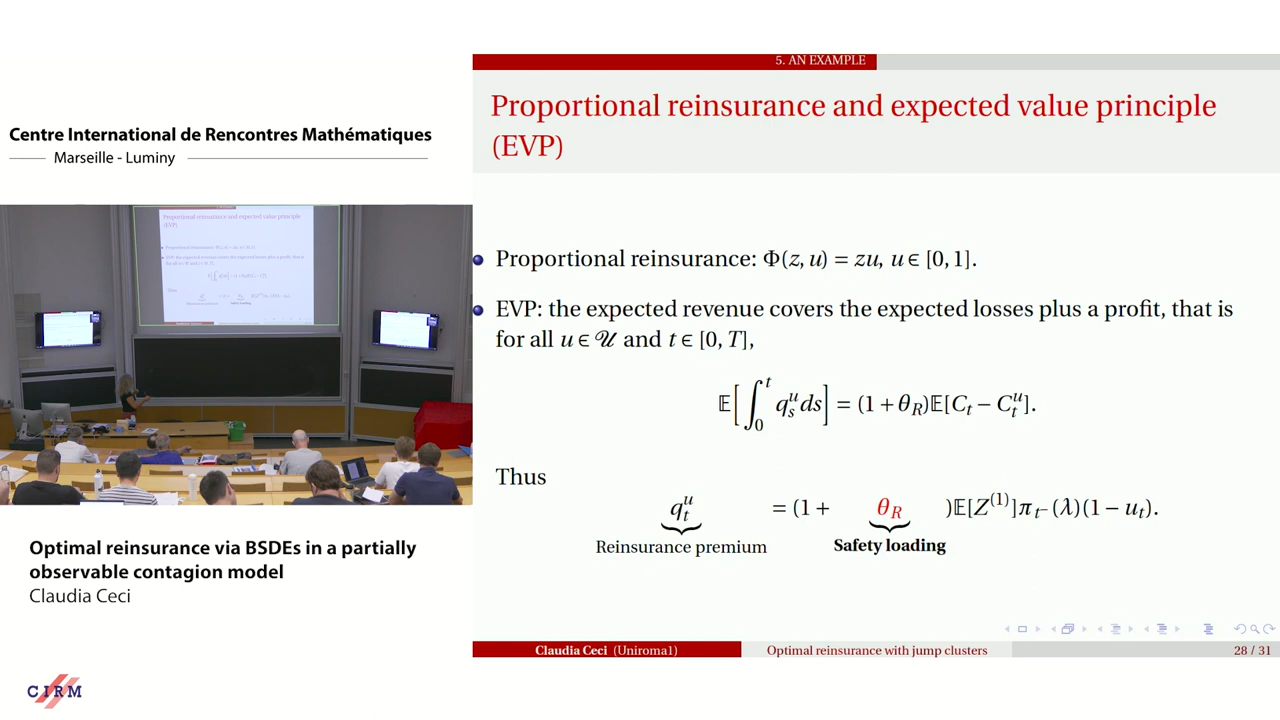 5. AN EXAMPLE
Proportional reinsurance and expected value principle
(EVP)
Centre International de Rencontres Mathématiques
Marseille - Luminy
Proportional reinsurance: Φ(z, u) = zu, u ∈ [0, 1].
EVP: the expected revenue covers the expected losses plus a profit, that is
for all u ∈ 𝒰 and t ∈ [0, T],
𝔼[∫₀ᵗ qₛᵘ ds] = (1 + θ_R)𝔼[C_t − C_t^u].
Thus
q_t^u = (1 + θ_R )𝔼[Z^(1)]π_{t⁻}(λ)(1 − u_t).
Reinsurance premium Safety loading
Optimal reinsurance via BSDEs in a partially
observable contagion model
Claudia Ceci
Claudia Ceci (Uniroma1) Optimal reinsurance with jump clusters 28 / 31
CIRM